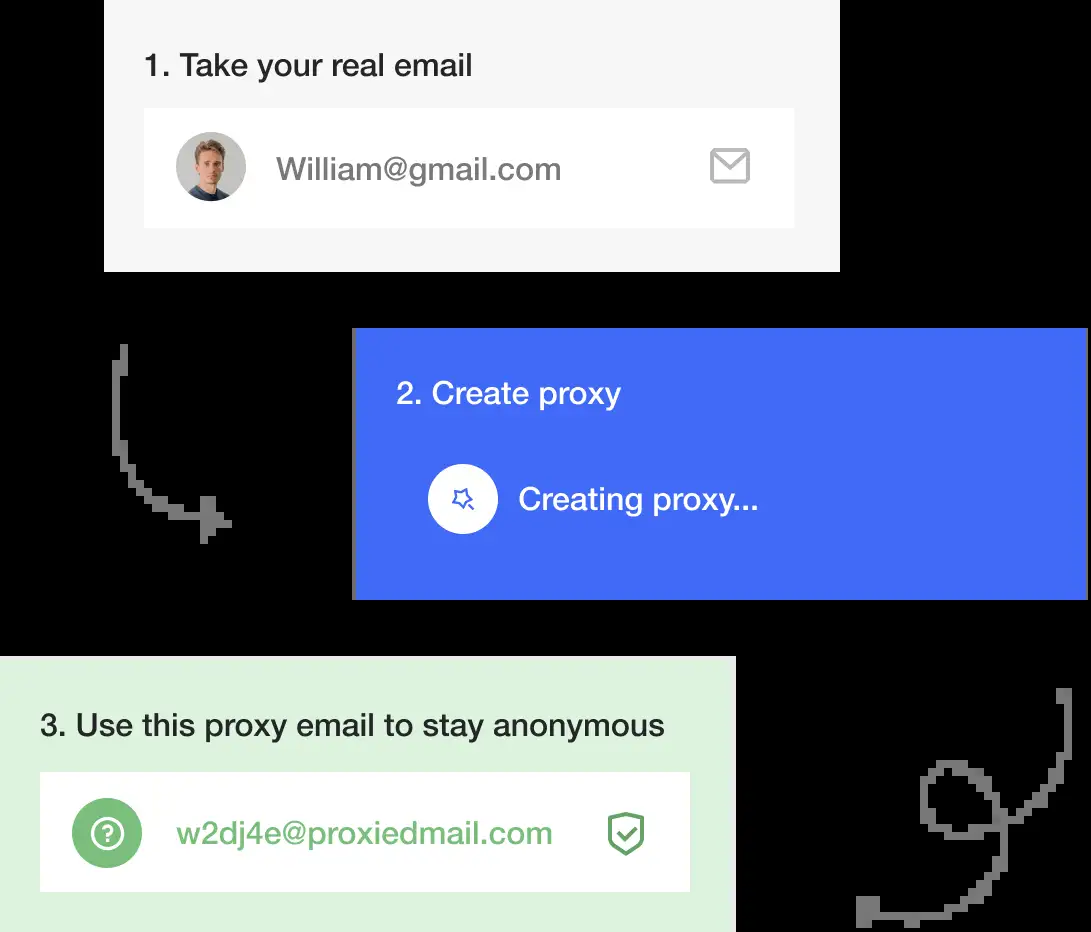 1. Take your real email
William@gmail.com
2. Create proxy
Creating proxy...
3. Use this proxy email to stay anonymous
w2dj4e@proxiedmail.com